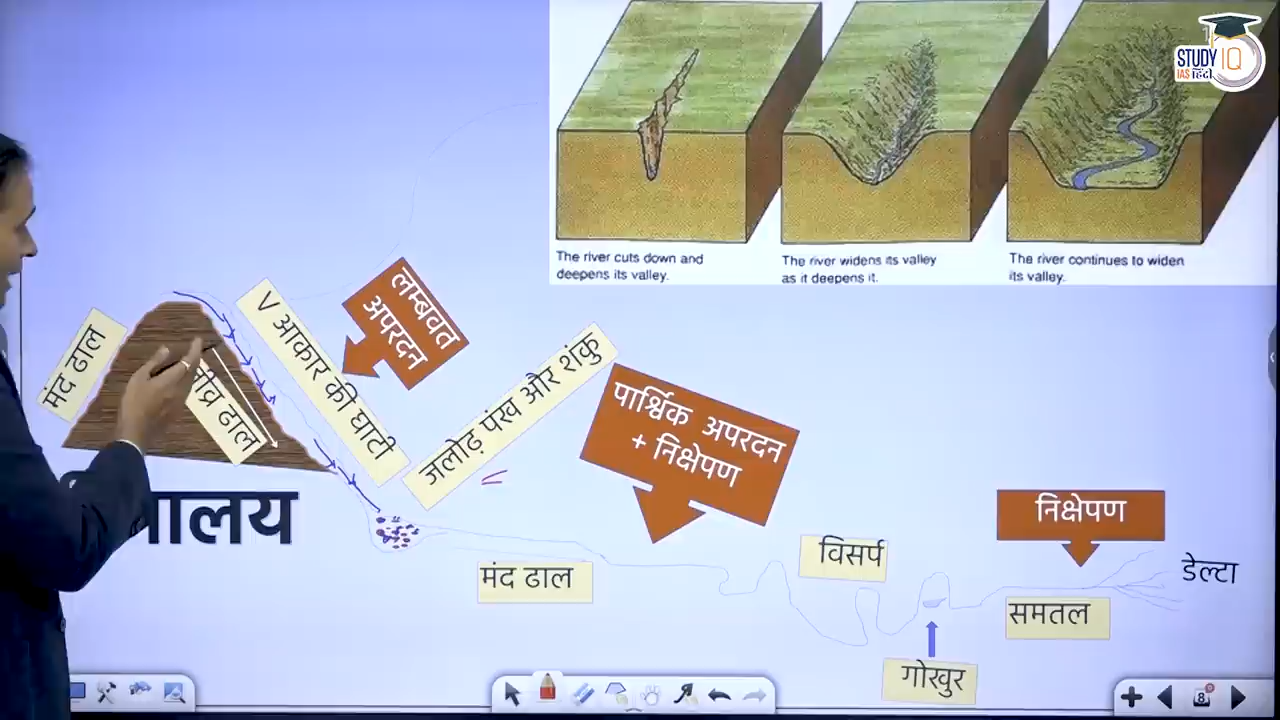 STUDY IQ
IAS हिंदी
The river cuts down and
deepens its valley.
The river widens its valley
as it deepens it.
The river continues to widen
its valley.
मंद ढाल
ढाल
V आकार की घाटी
लम्बवत
अपरदन
जलोढ़ पंख और शंकु
पार्श्विक अपरदन
+ निक्षेपण
मंद ढाल
विसर्प
गोखुर
निक्षेपण
समतल
डेल्टा
8